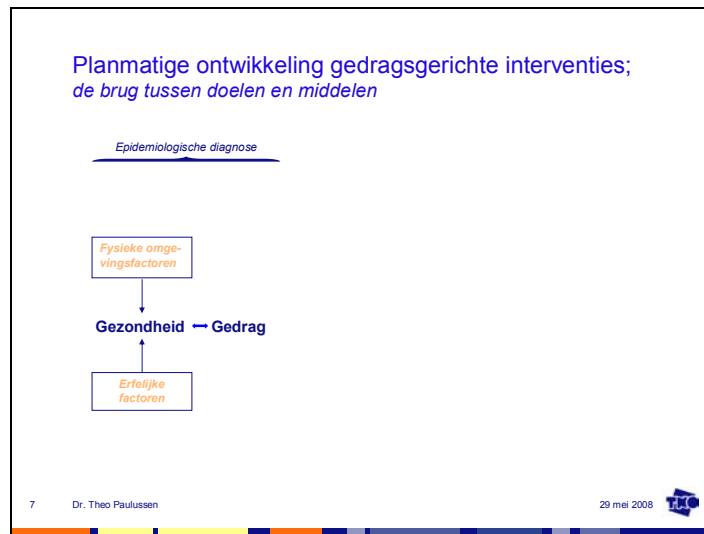 Planmatige ontwikkeling gedragsgerichte interventies;
de brug tussen doelen en middelen
Epidemiologische diagnose
Fysieke omge-
vingsfactoren
Gezondheid ↔ Gedrag
Erfelijke
factoren
7 Dr. Theo Paulussen 29 mei 2008 TNO